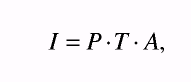 I = P · T · A,